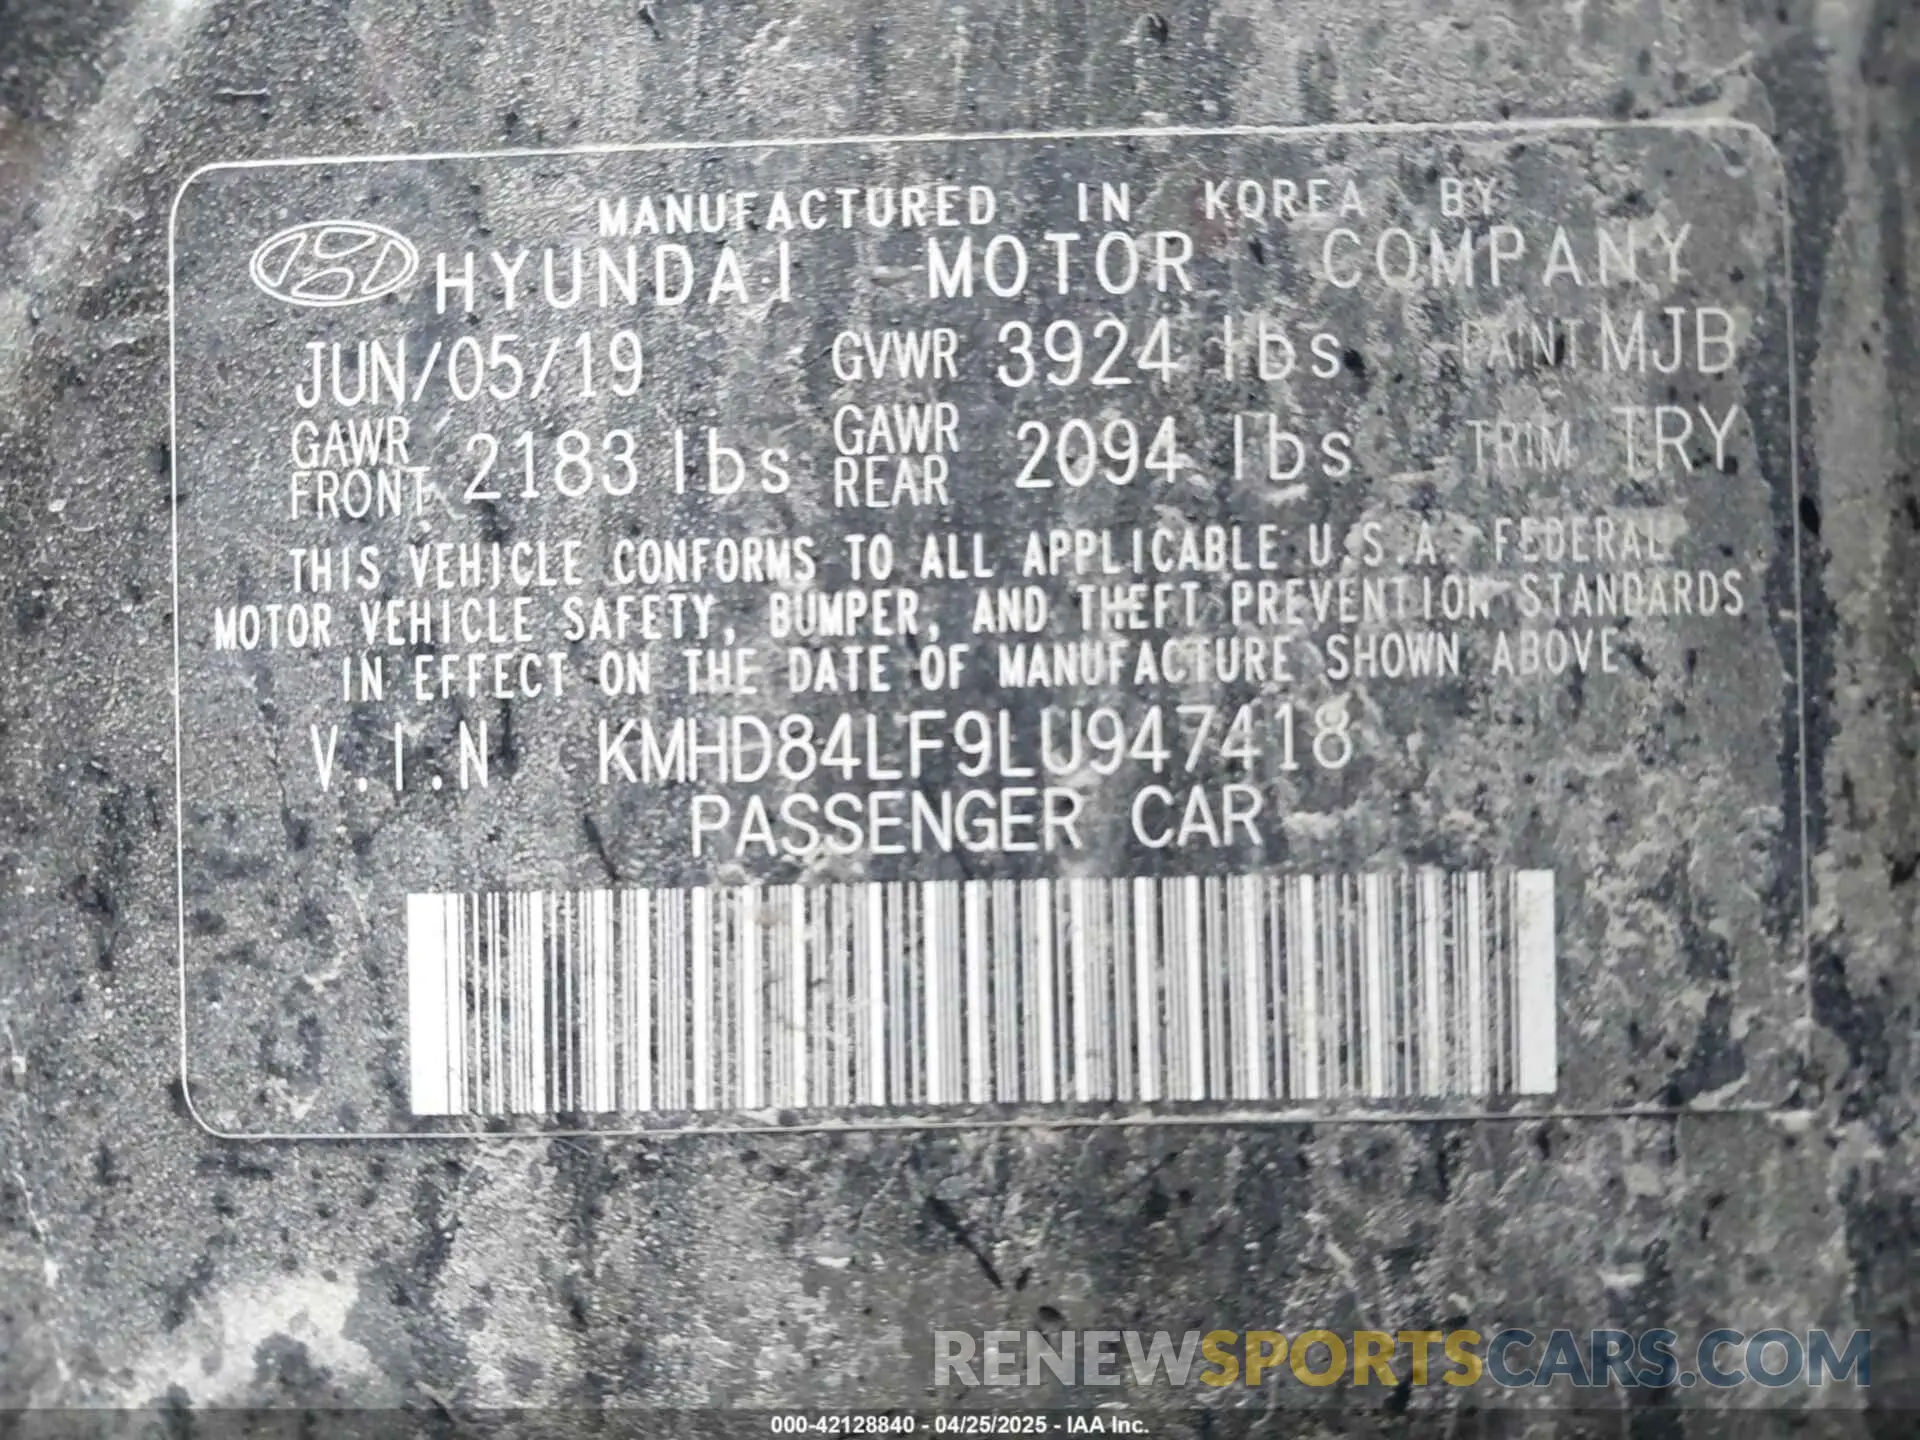 MANUFACTURED IN KOREA BY
HYUNDAI MOTOR COMPANY
JUN/05/19 GVWR 3924 lbs PAINT MJB
GAWR FRONT 2183 lbs GAWR REAR 2094 lbs TRIM TRY
THIS VEHICLE CONFORMS TO ALL APPLICABLE U.S.A. FEDERAL
MOTOR VEHICLE SAFETY, BUMPER, AND THEFT PREVENTION STANDARDS
IN EFFECT ON THE DATE OF MANUFACTURE SHOWN ABOVE
V.I.N KMHD84LF9LU947418
PASSENGER CAR
RENEWSPORTSCARS.COM
000-42128840 - 04/25/2025 - IAA Inc.